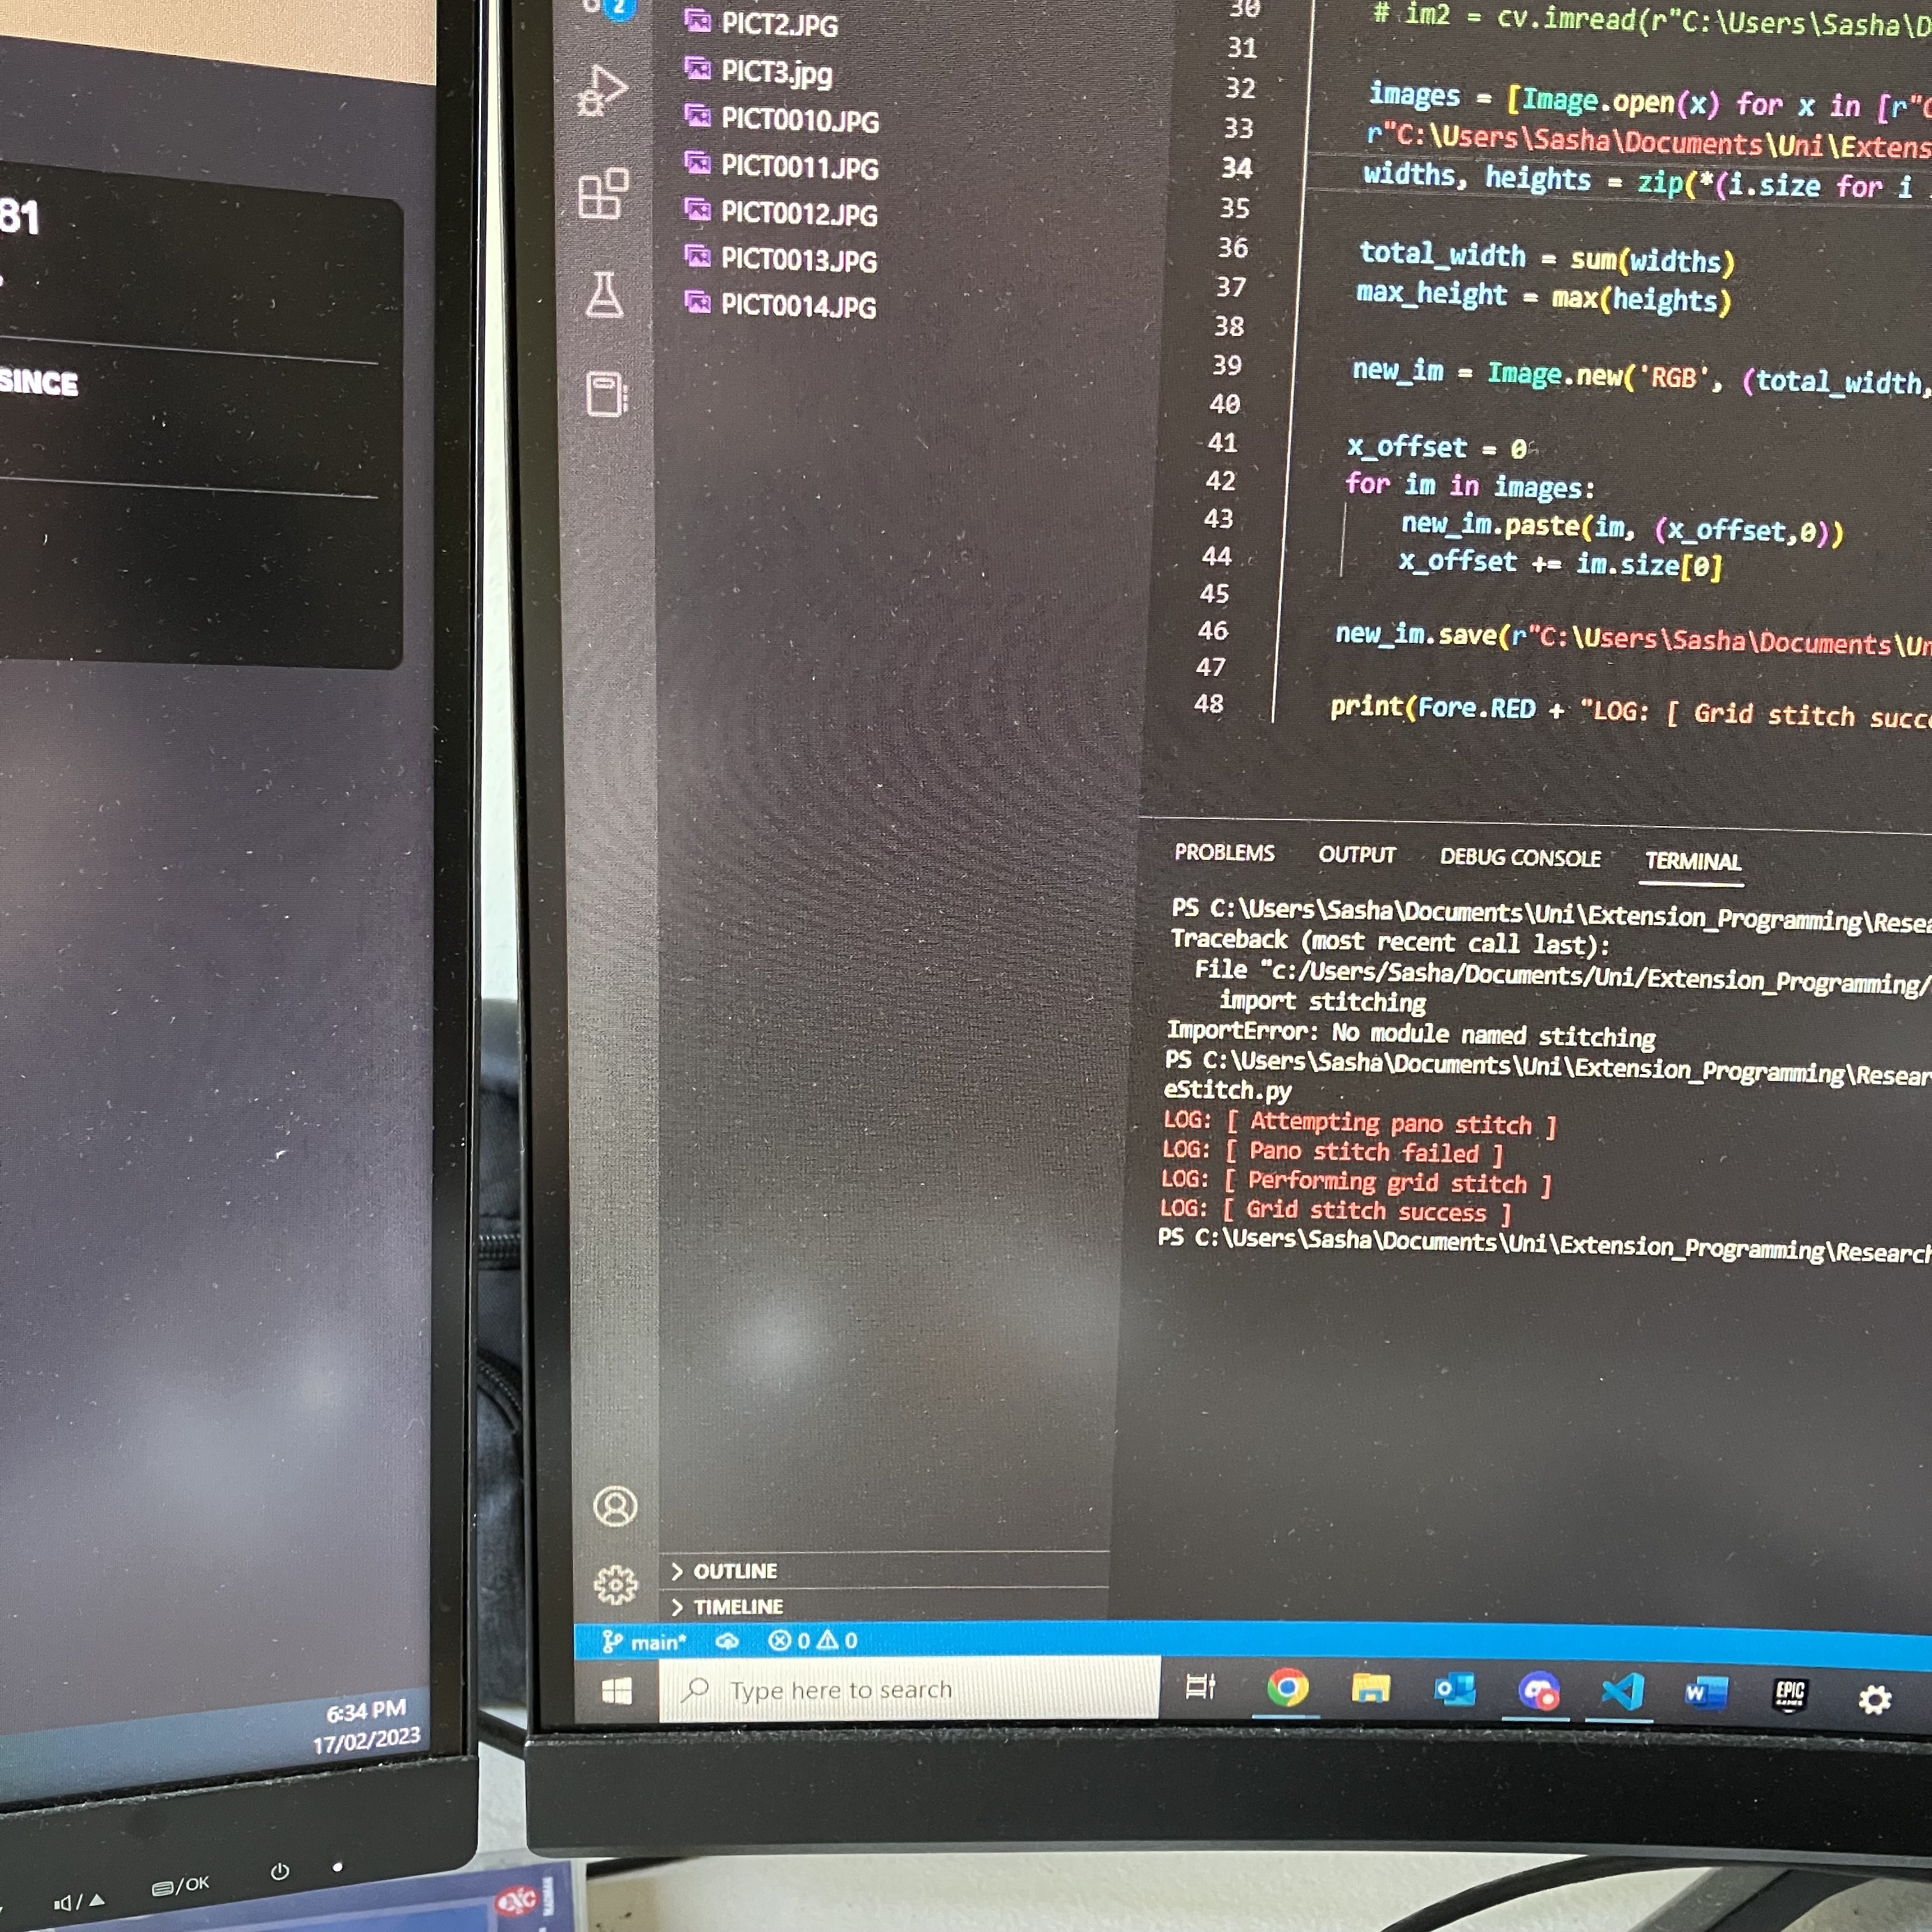 81
SINCE
6:34 PM
17/02/2023
/OK
2
PICT2.JPG
PICT3.jpg
PICT0010.JPG
PICT0011.JPG
PICT0012.JPG
PICT0013.JPG
PICT0014.JPG
OUTLINE
TIMELINE
30 # im2 = cv.imread(r"C:\Users\Sasha\D
31
32 images = [Image.open(x) for x in [r"C
33 r"C:\Users\Sasha\Documents\Uni\Extens
34 widths, heights = zip(*(i.size for i
35
36 total_width = sum(widths)
37 max_height = max(heights)
38
39 new_im = Image.new('RGB', (total_width,
40
41 x_offset = 0
42 for im in images:
43 new_im.paste(im, (x_offset,0))
44 x_offset += im.size[0]
45
46 new_im.save(r"C:\Users\Sasha\Documents\Un
47
48 print(Fore.RED + "LOG: [ Grid stitch succ
PROBLEMS OUTPUT DEBUG CONSOLE TERMINAL
PS C:\Users\Sasha\Documents\Uni\Extension_Programming\Resea
Traceback (most recent call last):
File "c:/Users/Sasha/Documents/Uni/Extension_Programming/
import stitching
ImportError: No module named stitching
PS C:\Users\Sasha\Documents\Uni\Extension_Programming\Resear
eStitch.py
LOG: [ Attempting pano stitch ]
LOG: [ Pano stitch failed ]
LOG: [ Performing grid stitch ]
LOG: [ Grid stitch success ]
PS C:\Users\Sasha\Documents\Uni\Extension_Programming\Research
main* 0 0
Type here to search
W
EPIC